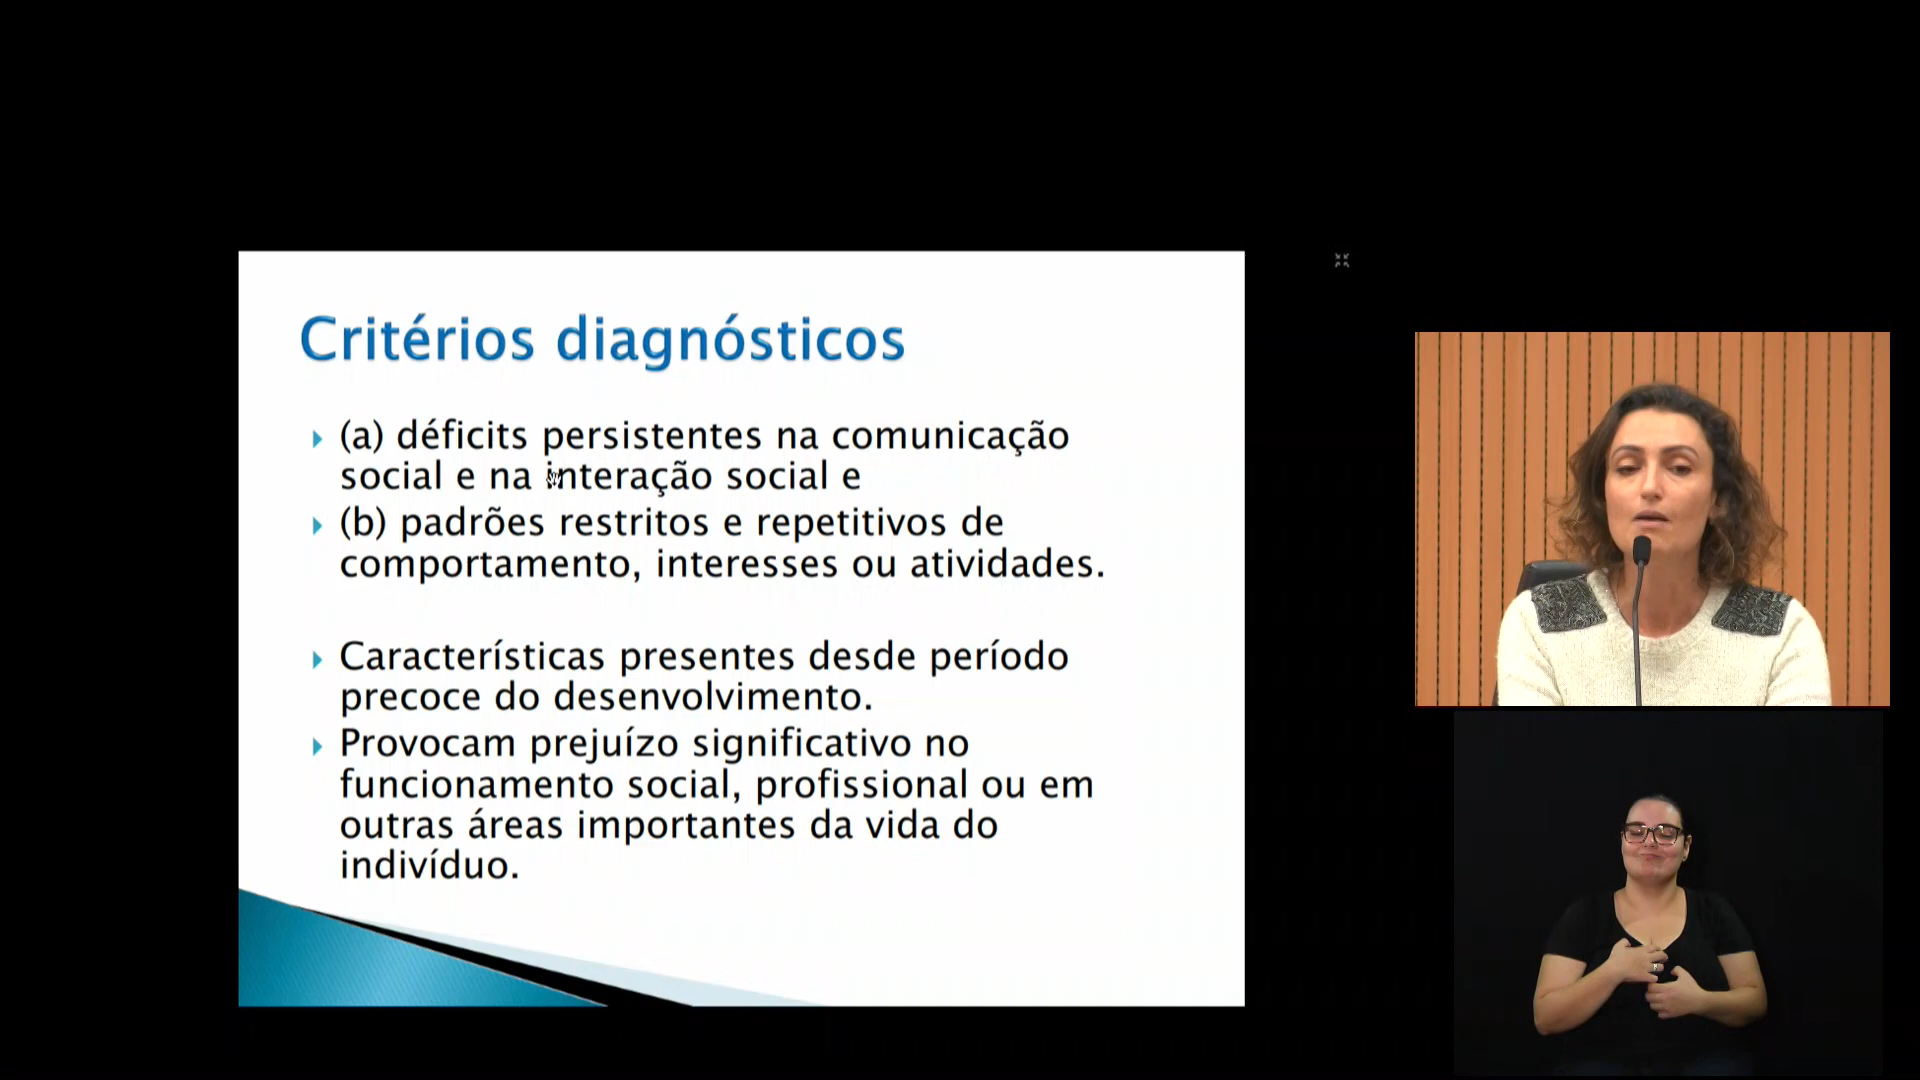 Critérios diagnósticos
(a) déficits persistentes na comunicação
social e na interação social e
(b) padrões restritos e repetitivos de
comportamento, interesses ou atividades.
Características presentes desde período
precoce do desenvolvimento.
Provocam prejuízo significativo no
funcionamento social, profissional ou em
outras áreas importantes da vida do
indivíduo.